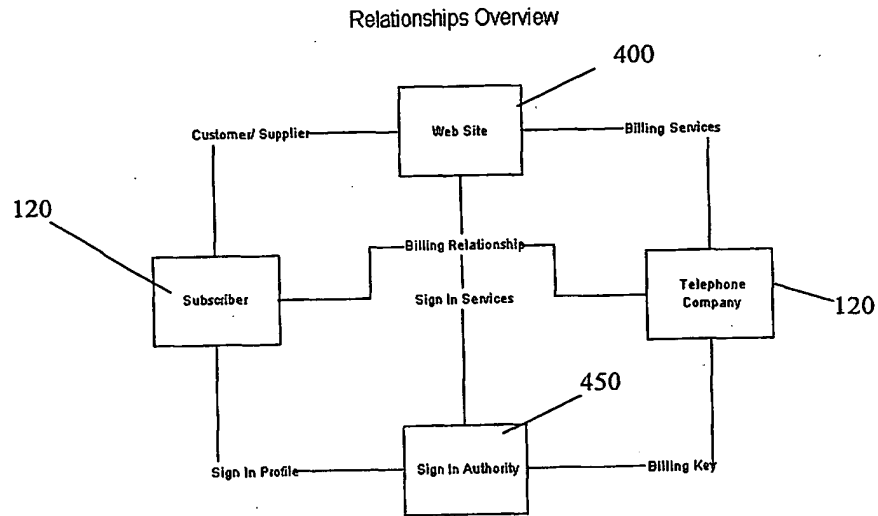 Relationships Overview
400
Customer/ Supplier
Web Site
Billing Services
120
Billing Relationship
Subscriber
Sign In Services
Telephone
Company
120
450
Sign In Profile
Sign In Authority
Billing Key